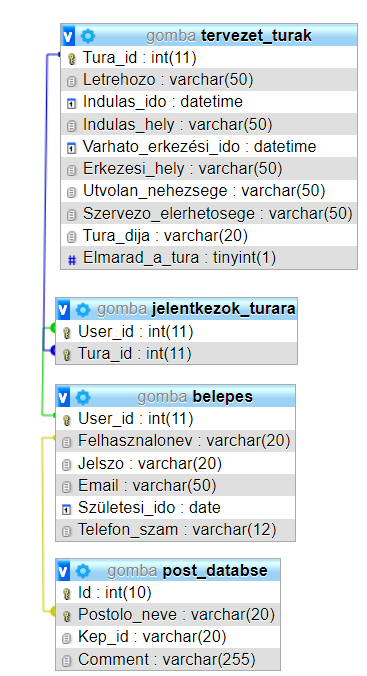 gomba tervezet_turak
Tura_id : int(11)
Letrehozo : varchar(50)
Indulas_ido : datetime
Indulas_hely : varchar(50)
Varhato_erkezési_ido : datetime
Erkezesi_hely : varchar(50)
Utvolan_nehezsege : varchar(50)
Szervezo_elerhetosege : varchar(50)
Tura_dija : varchar(20)
# Elmarad_a_tura : tinyint(1)
gomba jelentkezok_turara
User_id : int(11)
Tura_id : int(11)
gomba belepes
User_id : int(11)
Felhasznalonev : varchar(20)
Jelszo : varchar(20)
Email : varchar(50)
Születesi_ido : date
Telefon_szam : varchar(12)
gomba post_databse
Id : int(10)
Postolo_neve : varchar(20)
Kep_id : varchar(20)
Comment : varchar(255)